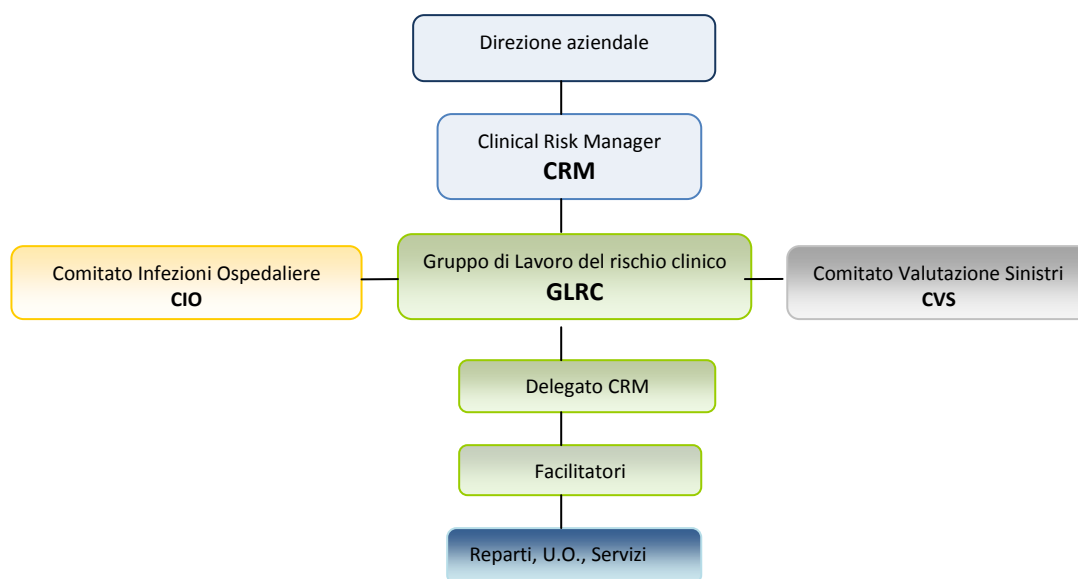 Direzione aziendale
Clinical Risk Manager
CRM
Comitato Infezioni Ospedaliere
CIO
Gruppo di Lavoro del rischio clinico
GLRC
Comitato Valutazione Sinistri
CVS
Delegato CRM
Facilitatori
Reparti, U.O., Servizi